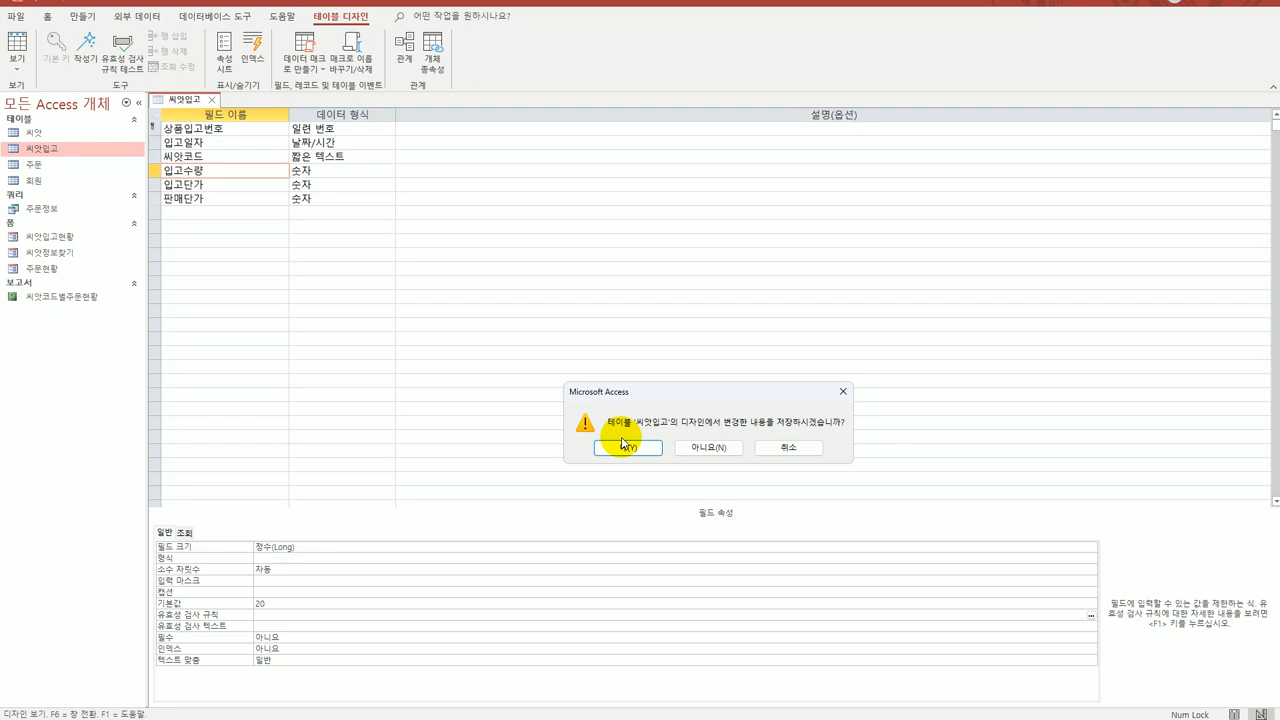 파일 홈 만들기 외부 데이터 데이터베이스 도구 도움말 테이블 디자인 어떤 작업을 원하시나요?
보기 기본 키 작성기 유효성 검사 규칙 테스트 행 삽입 행 삭제 조회 수정 속성 시트 인덱스 데이터 매크로 만들기 매크로 이름 바꾸기/삭제 관계 개체 종속성
보기 도구 표시/숨기기 필드, 레코드 및 테이블 이벤트 관계
모든 Access 개체
테이블
씨앗
씨앗입고
주문
회원
쿼리
주문정보
폼
씨앗입고현황
씨앗정보찾기
주문현황
보고서
씨앗코드별주문현황
씨앗입고
필드 이름 데이터 형식 설명(옵션)
상품입고번호 일련 번호
입고일자 날짜/시간
씨앗코드 짧은 텍스트
입고수량 숫자
입고단가 숫자
판매단가 숫자
Microsoft Access
테이블 '씨앗입고'의 디자인에서 변경한 내용을 저장하시겠습니까?
(Y) 아니요(N) 취소
필드 속성
일반 조회
필드 크기 정수(Long)
형식
소수 자릿수 자동
입력 마스크
캡션
기본값 20
유효성 검사 규칙
유효성 검사 텍스트
필수 아니요
인덱스 아니요
텍스트 맞춤 일반
필드에 입력할 수 있는 값을 제한하는 식. 유
효성 검사 규칙에 대한 자세한 내용을 보려면
<F1> 키를 누르십시오.
디자인 보기. F6 = 창 전환. F1 = 도움말.
Num Lock